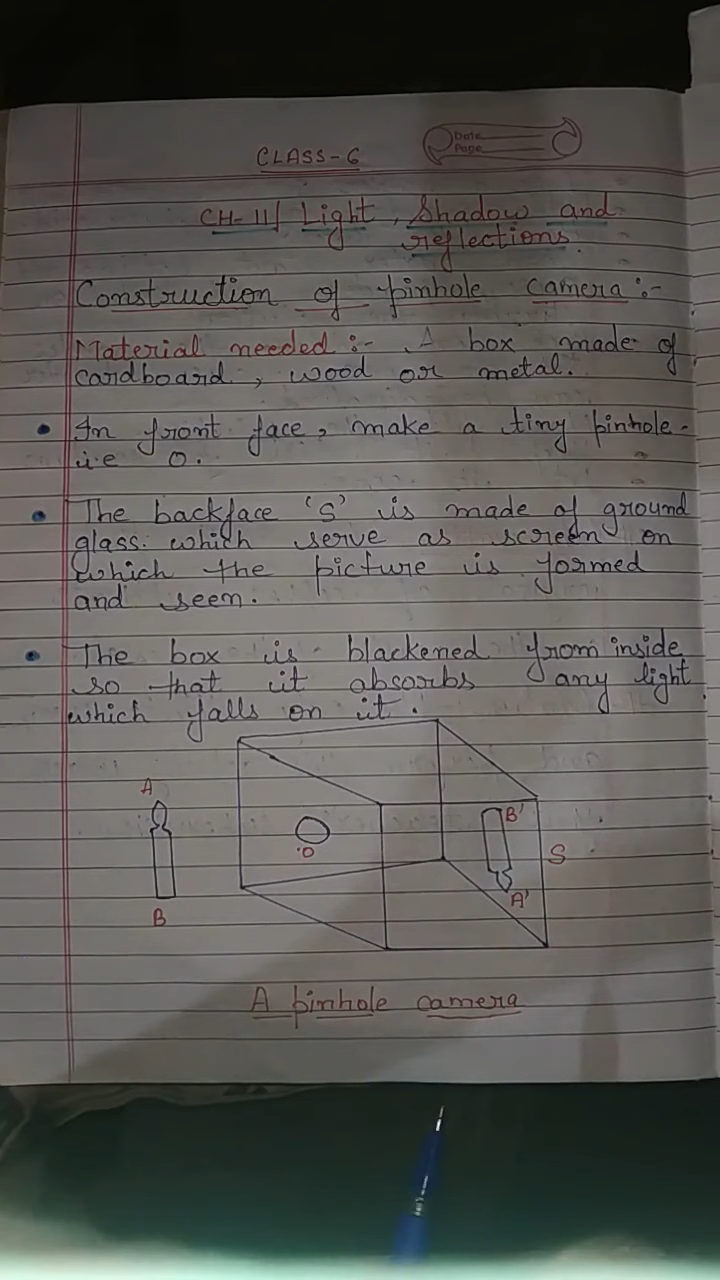 Date
Page
CLASS-6
CH-11/ Light, Shadow and
reflections.
Construction of pinhole camera:-
Material needed:- A box made of
cardboard, wood or metal.
• In front face, make a tiny pinhole-
i.e O.
• The backface 'S' is made of ground
glass. which serve as screen on
which the picture is formed
and seen.
• The box is blackened from inside
so that it absorbs any light
which falls on it.
A
B'
O
S
A'
B
A pinhole camera